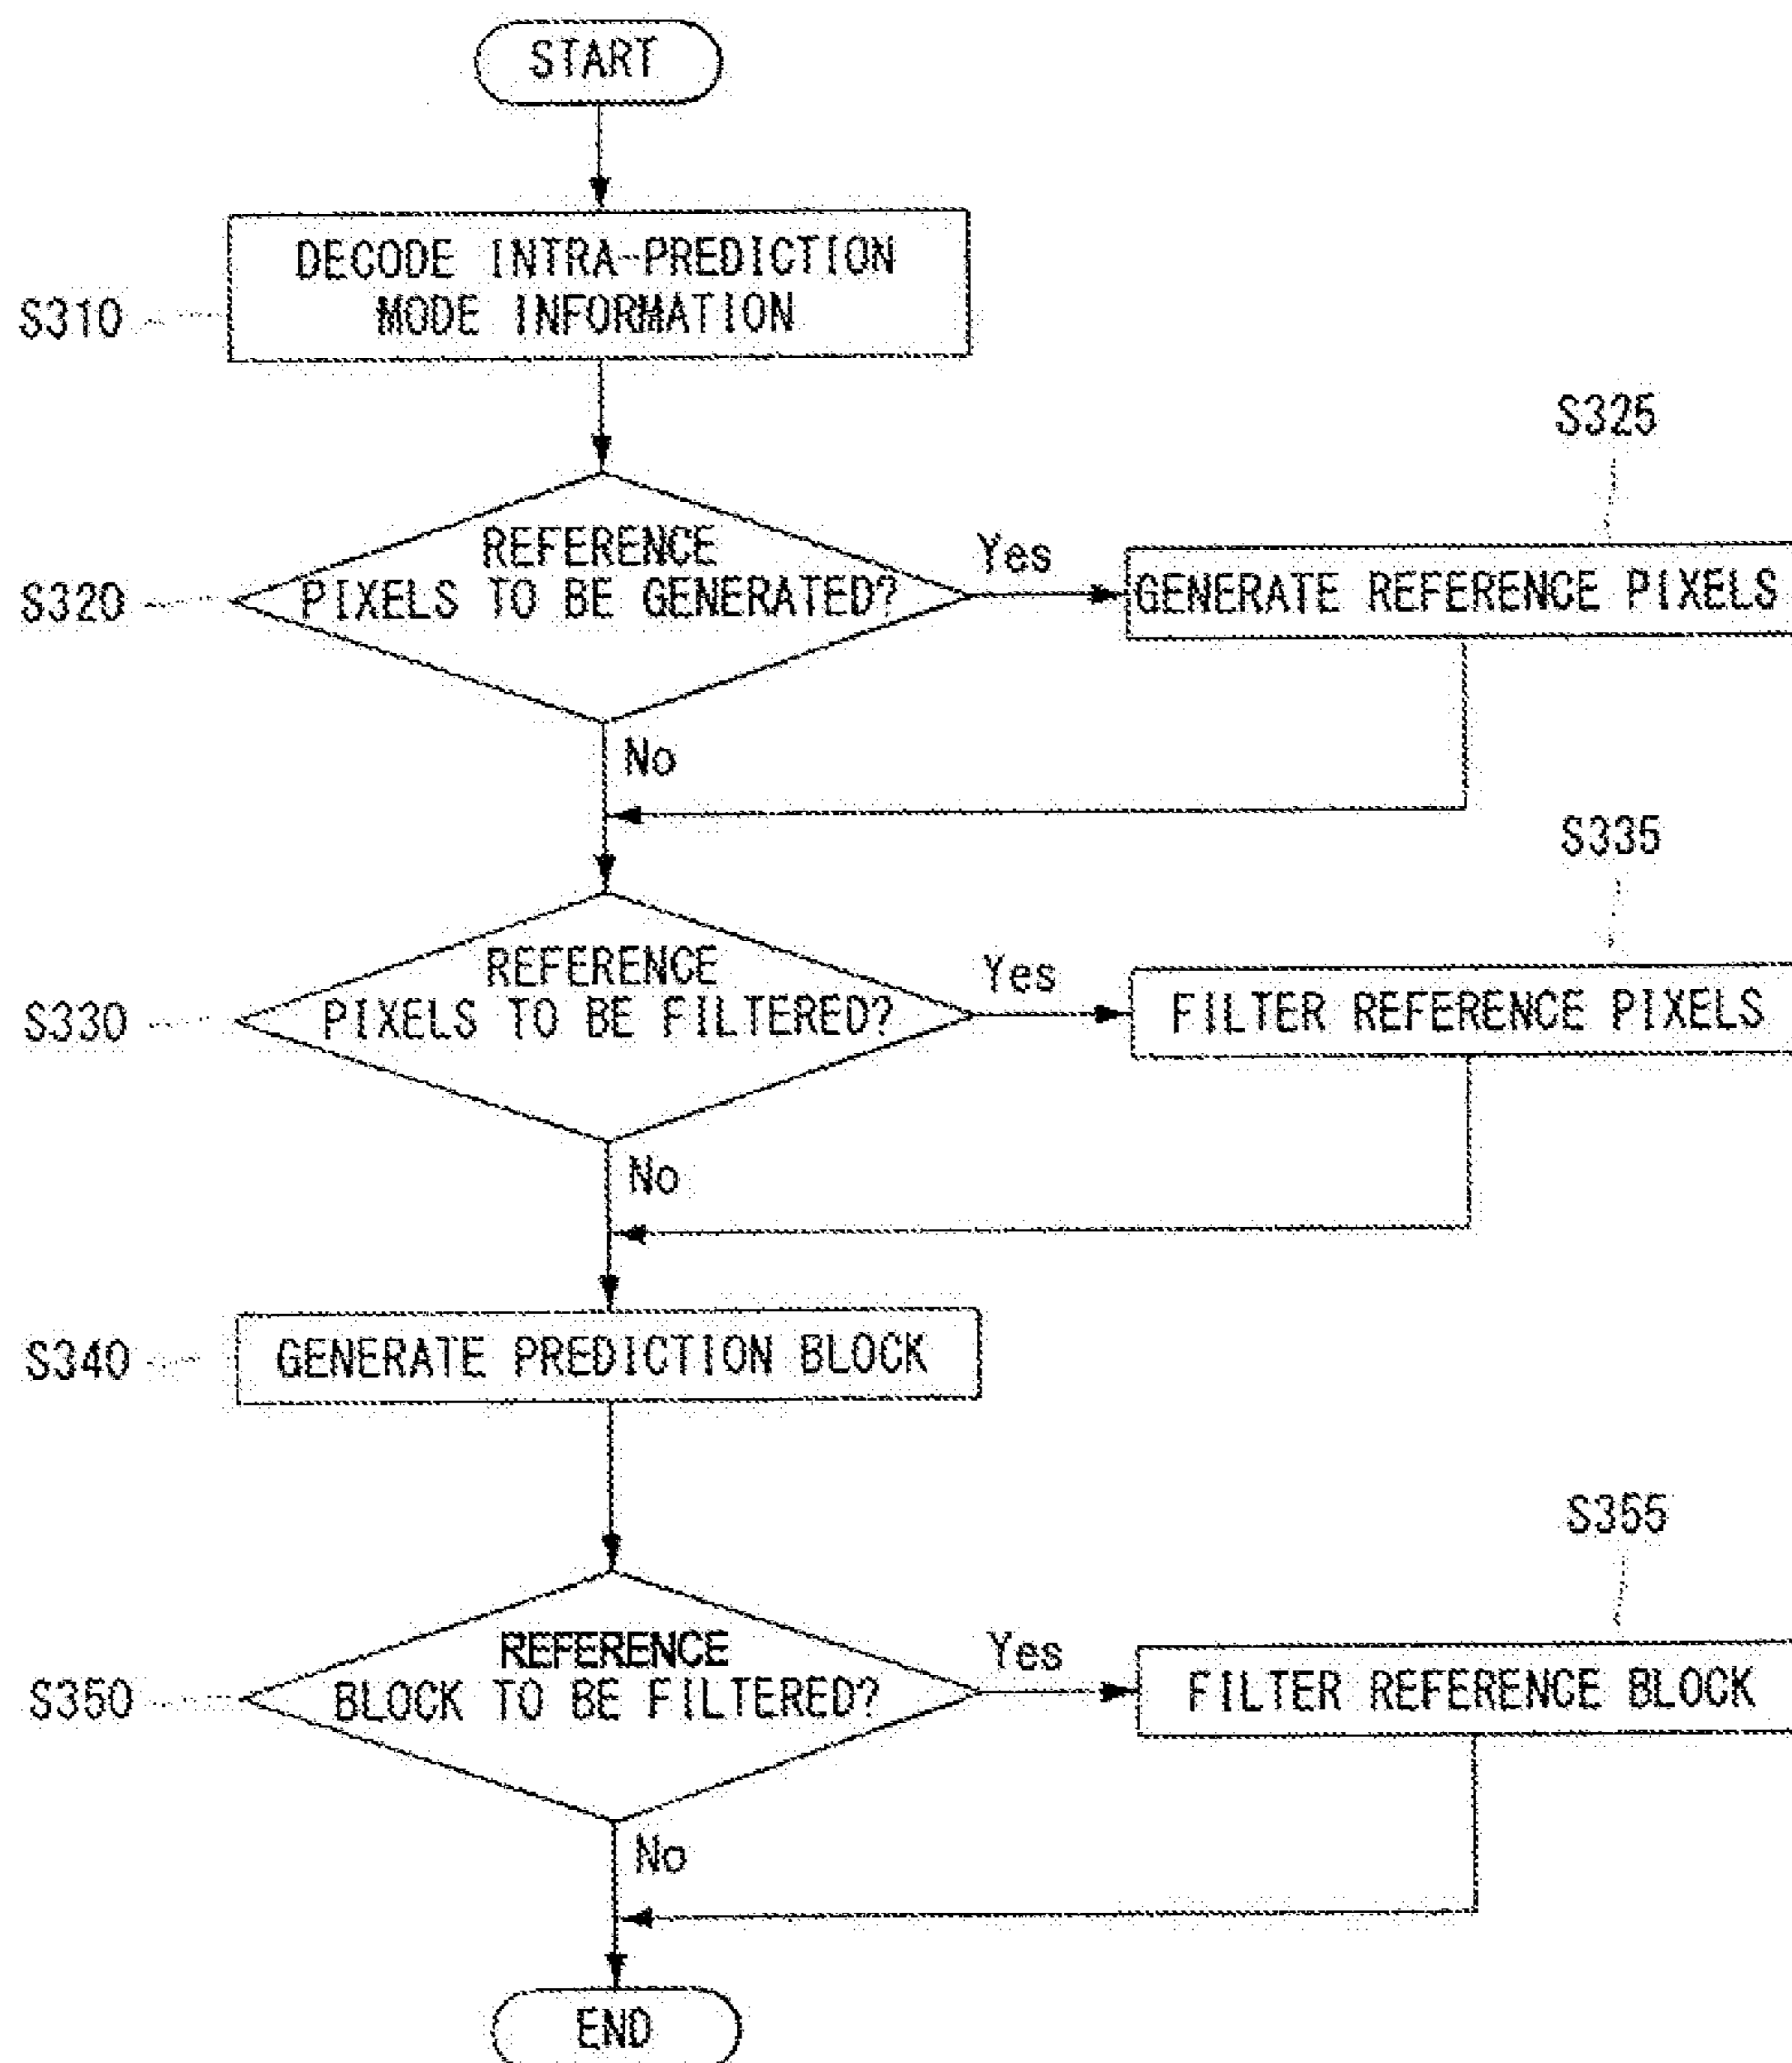 START
DECODE INTRA-PREDICTION
MODE INFORMATION
S310
S325
REFERENCE
PIXELS TO BE GENERATED?
S320
Yes
GENERATE REFERENCE PIXELS
No
S335
REFERENCE
PIXELS TO BE FILTERED?
S330
Yes
FILTER REFERENCE PIXELS
No
S340
GENERATE PREDICTION BLOCK
S355
REFERENCE
BLOCK TO BE FILTERED?
S350
Yes
FILTER REFERENCE BLOCK
No
END